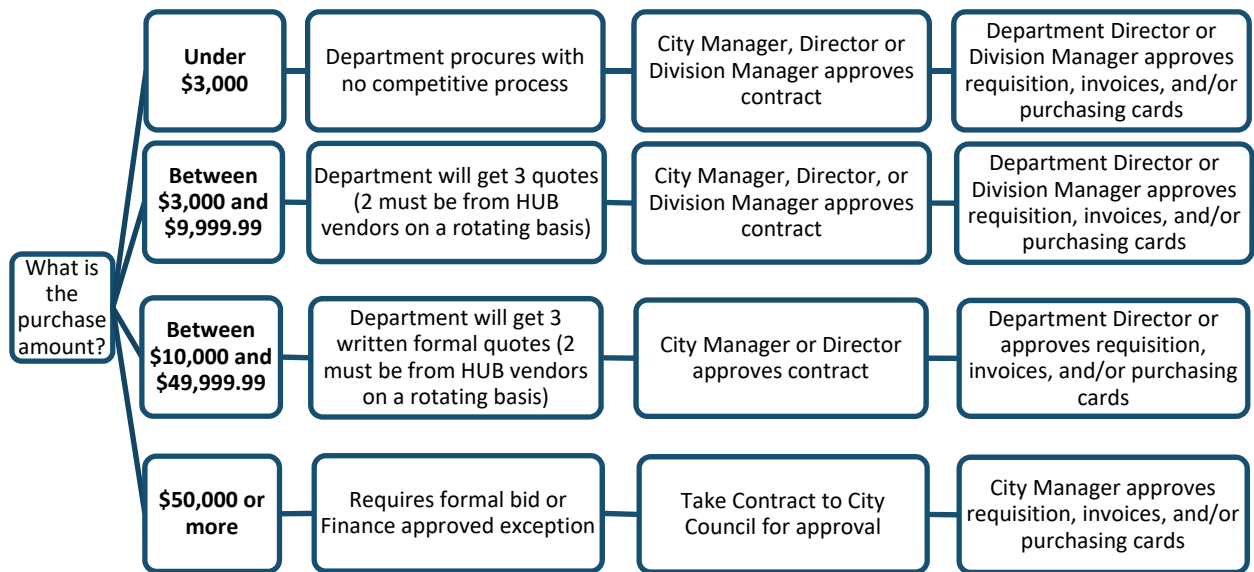 What is
the
purchase
amount?
Under
$3,000
Department procures with
no competitive process
City Manager, Director or
Division Manager approves
contract
Department Director or
Division Manager approves
requisition, invoices, and/or
purchasing cards
Between
$3,000 and
$9,999.99
Department will get 3 quotes
(2 must be from HUB
vendors on a rotating basis)
City Manager, Director, or
Division Manager approves
contract
Department Director or
Division Manager approves
requisition, invoices, and/or
purchasing cards
Between
$10,000 and
$49,999.99
Department will get 3
written formal quotes (2
must be from HUB vendors
on a rotating basis)
City Manager or Director
approves contract
Department Director or
approves requisition,
invoices, and/or purchasing
cards
$50,000 or
more
Requires formal bid or
Finance approved exception
Take Contract to City
Council for approval
City Manager approves
requisition, invoices, and/or
purchasing cards